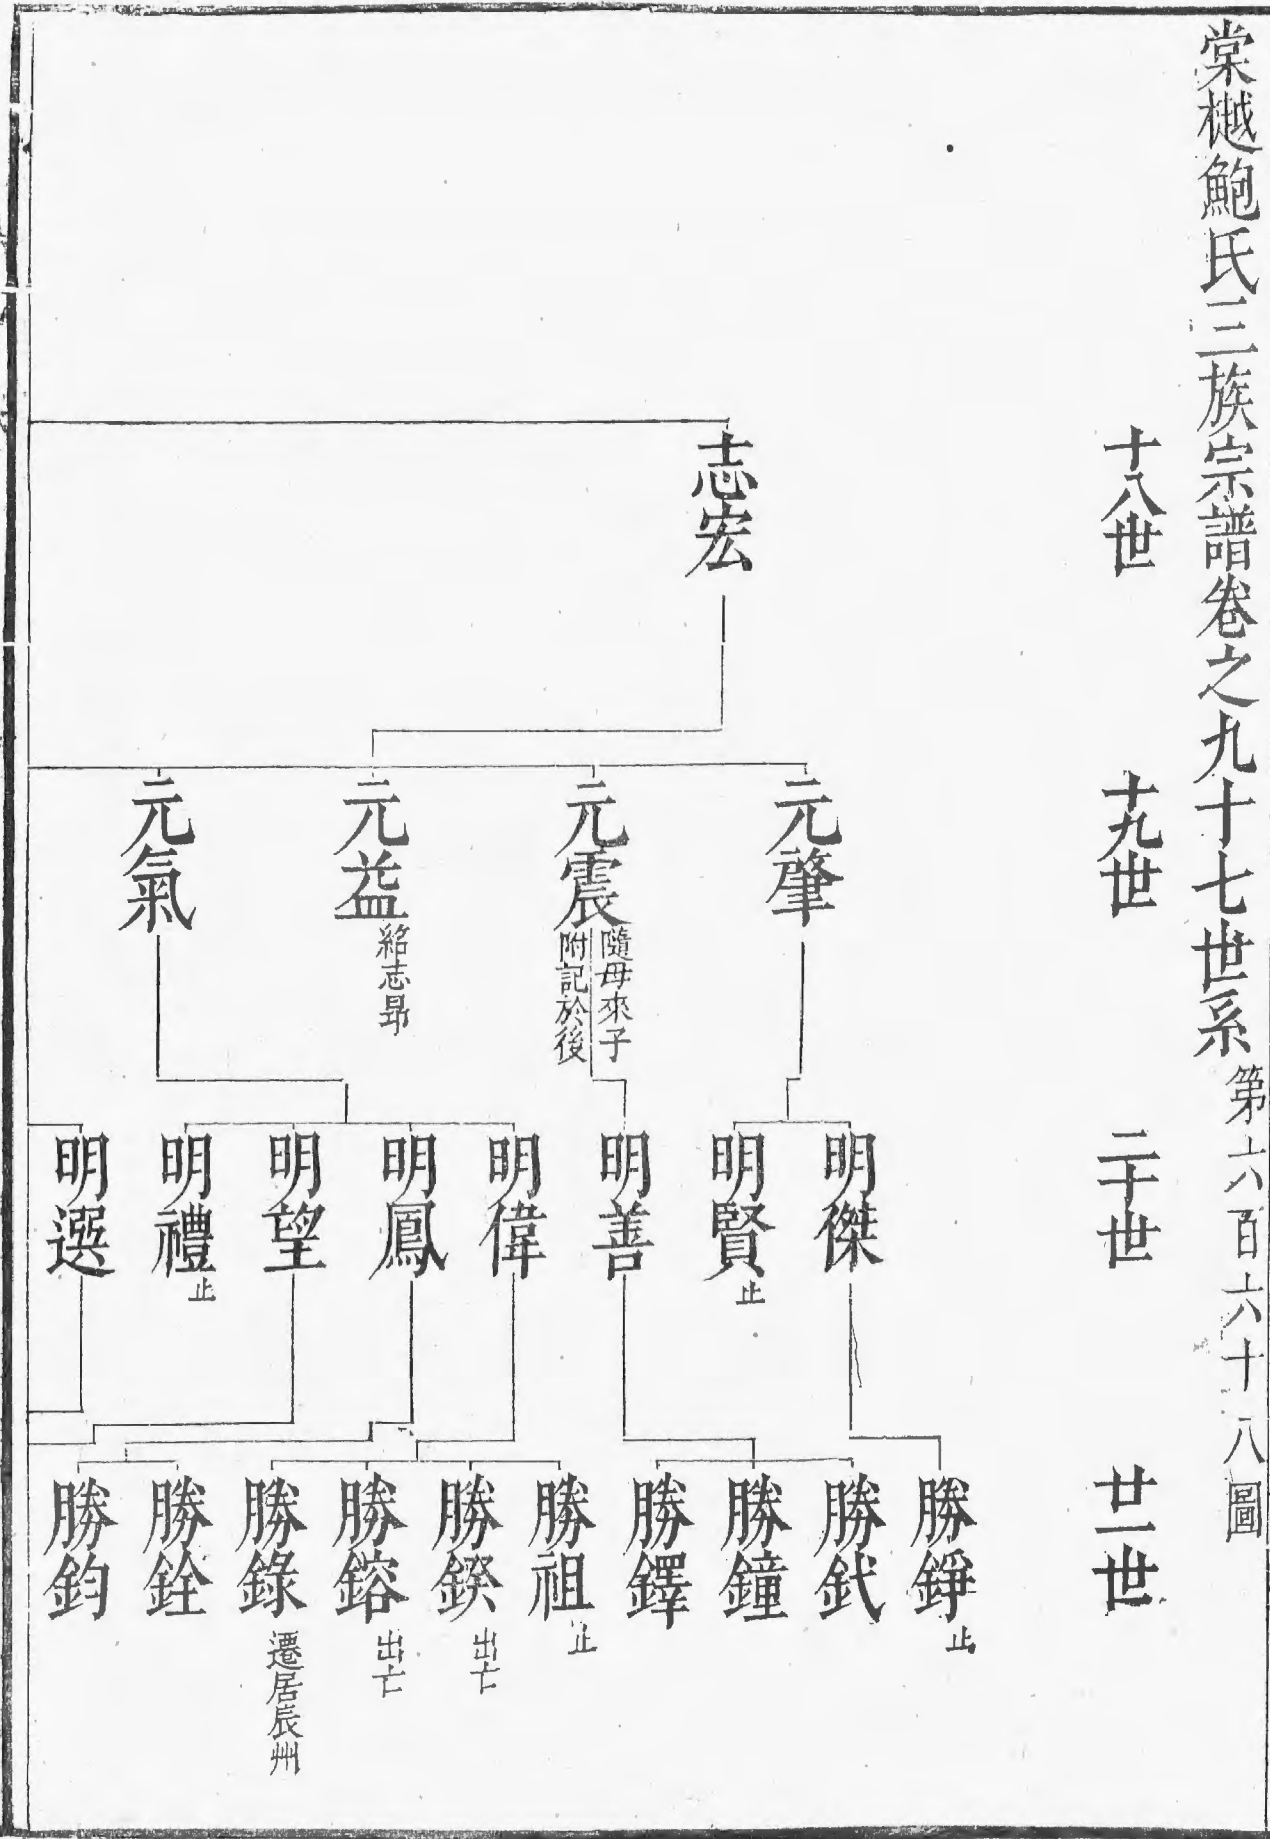 棠樾鮑氏三族宗譜卷之九十七世系第六百六十八圖
十八世
十九世
二十世
廿一世
志宏
元肇
元震
隨母來子
附記於後
元益
紹志昴
元氣
明傑
明賢 止
明善
明偉
明鳳
明望
明禮 止
明選
勝錚 止
勝釴
勝鐘
勝鐸
勝祖 止
勝鍨 出亡
勝鎔 出亡
勝錄 遷居辰州
勝銓
勝鈞